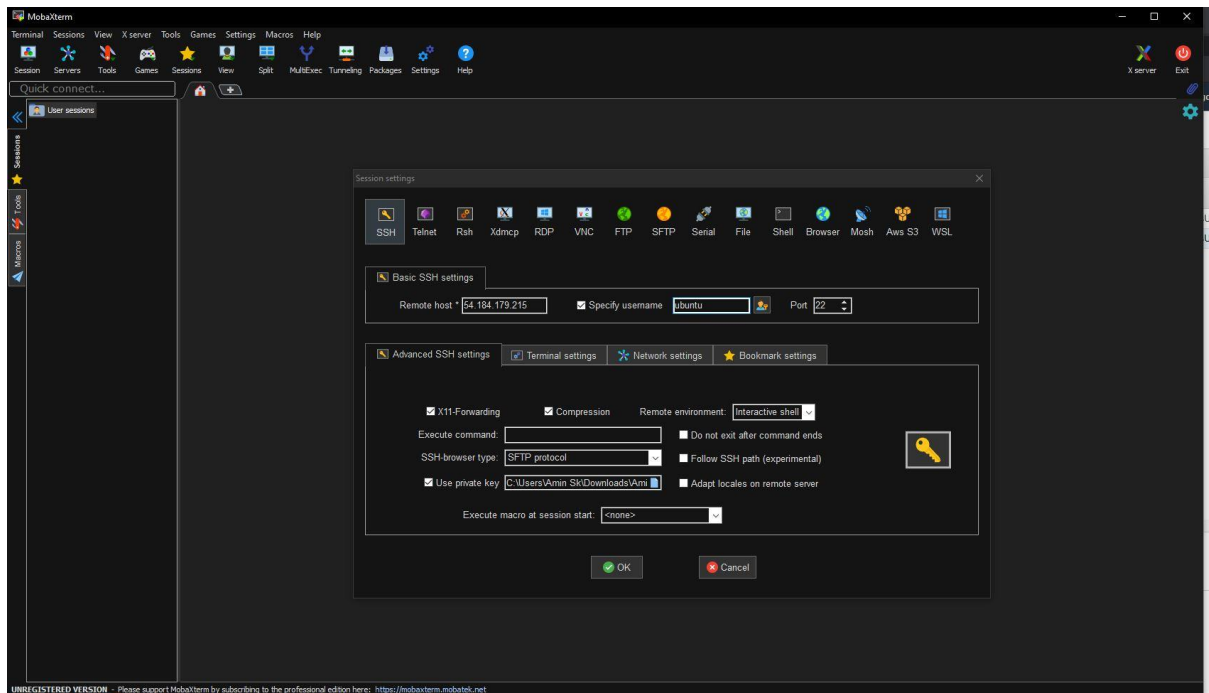 MobaXterm
Terminal Sessions View X server Tools Games Settings Macros Help
Session Servers Tools Games Sessions View Split MultiExec Tunneling Packages Settings Help X server Exit
Quick connect...
User sessions
Sessions
Tools
Macros
Session settings
SSH Telnet Rsh Xdmcp RDP VNC FTP SFTP Serial File Shell Browser Mosh Aws S3 WSL
Basic SSH settings
Remote host * 54.184.179.215 Specify username ubuntu Port 22
Advanced SSH settings Terminal settings Network settings Bookmark settings
X11-Forwarding Compression Remote environment: Interactive shell
Execute command: Do not exit after command ends
SSH-browser type: SFTP protocol Follow SSH path (experimental)
Use private key C:\Users\Amin Sk\Downloads\Ami Adapt locales on remote server
Execute macro at session start: <none>
OK Cancel
UNREGISTERED VERSION - Please support MobaXterm by subscribing to the professional edition here: https://mobaxterm.mobatek.net